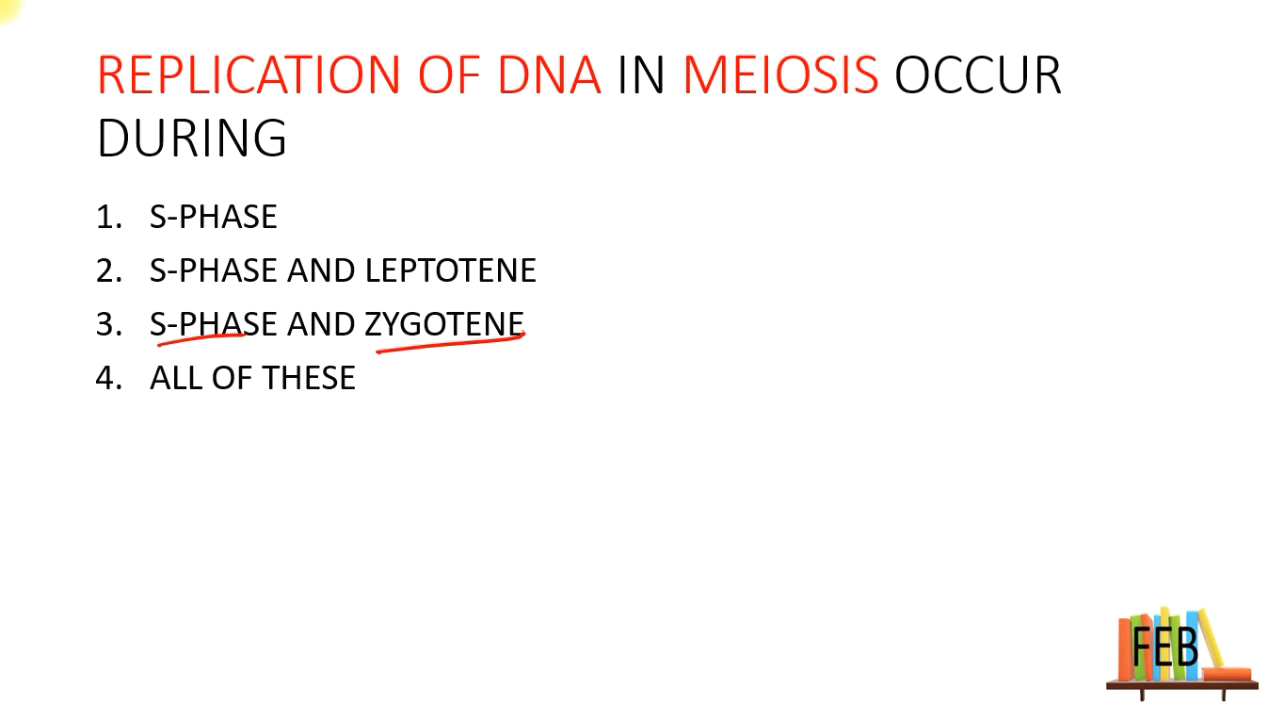 REPLICATION OF DNA IN MEIOSIS OCCUR
DURING
1. S-PHASE
2. S-PHASE AND LEPTOTENE
3. S-PHASE AND ZYGOTENE
4. ALL OF THESE
FEB